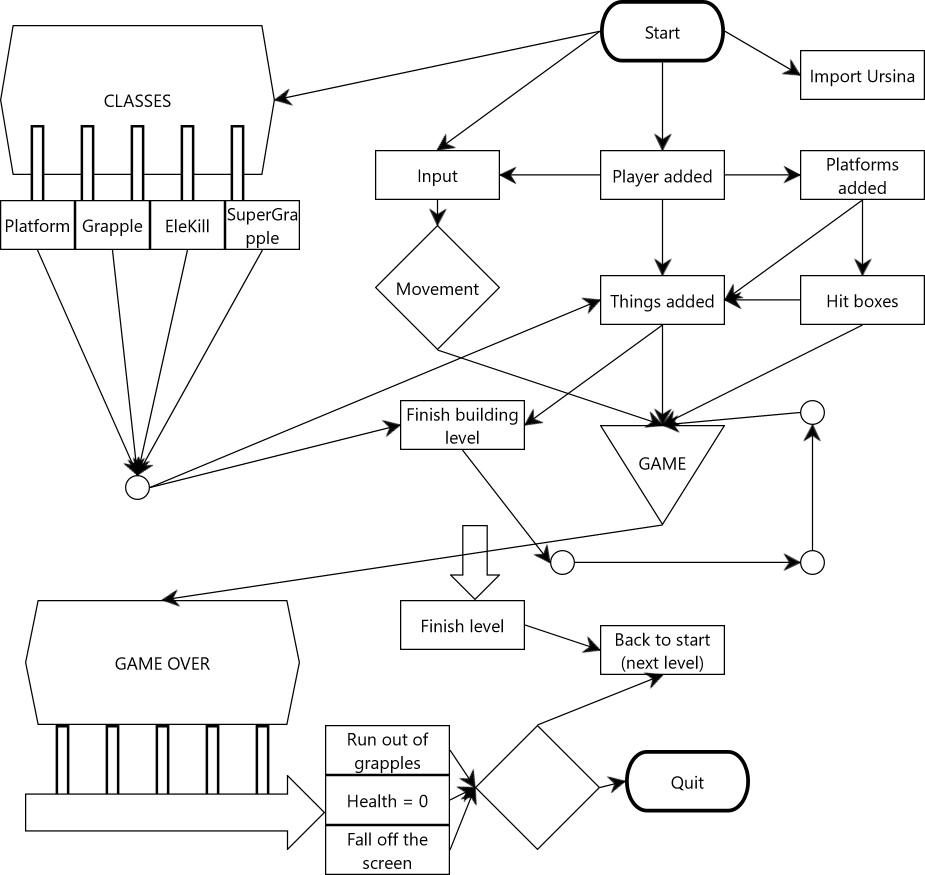 Start
Import Ursina
CLASSES
Input
Player added
Platforms
added
Platform
Grapple
EleKill
SuperGra
pple
Movement
Things added
Hit boxes
Finish building
level
GAME
Finish level
Back to start
(next level)
GAME OVER
Run out of
grapples
Health = 0
Fall off the
screen
Quit